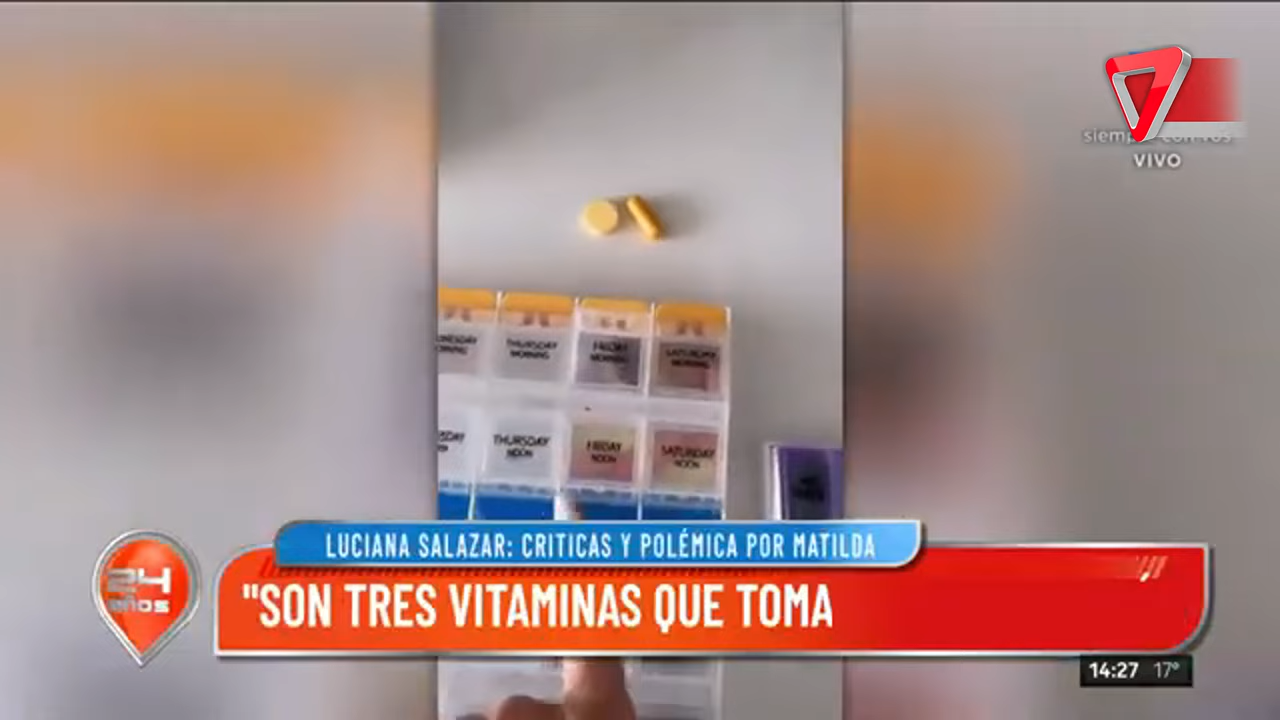 siempre con vos
VIVO
THURSDAY
MORNING
FRIDAY
MORNING
SATURDAY
MORNING
THURSDAY
NOON
FRIDAY
NOON
SATURDAY
NOON
LUCIANA SALAZAR: CRITICAS Y POLÉMICA POR MATILDA
24
AÑOS
"SON TRES VITAMINAS QUE TOMA
14:27 17°